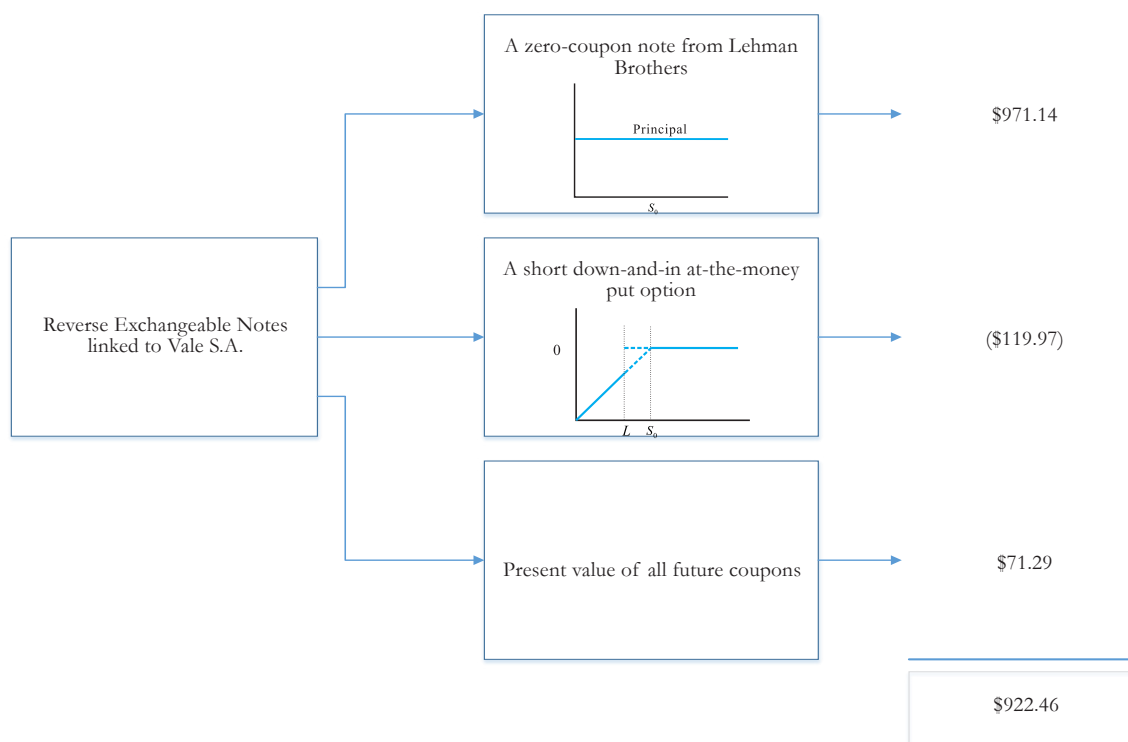 A zero-coupon note from Lehman
Brothers
Principal
S₀
$971.14
Reverse Exchangeable Notes
linked to Vale S.A.
A short down-and-in at-the-money
put option
0
L S₀
($119.97)
Present value of all future coupons
$71.29
$922.46